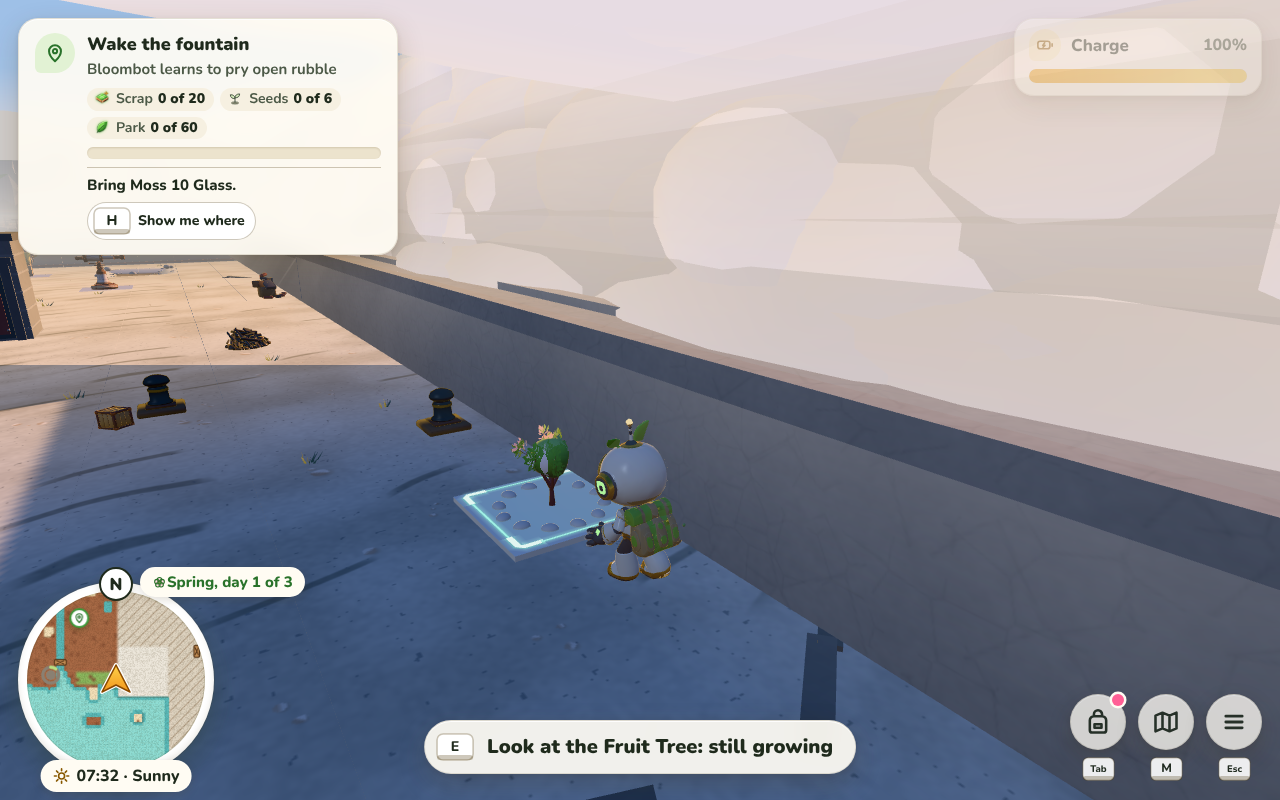 Wake the fountain
Bloombot learns to pry open rubble
Scrap 0 of 20 Seeds 0 of 6
Park 0 of 60
Bring Moss 10 Glass.
H Show me where
Charge 100%
N
Spring, day 1 of 3
07:32 · Sunny
E Look at the Fruit Tree: still growing
Tab M Esc